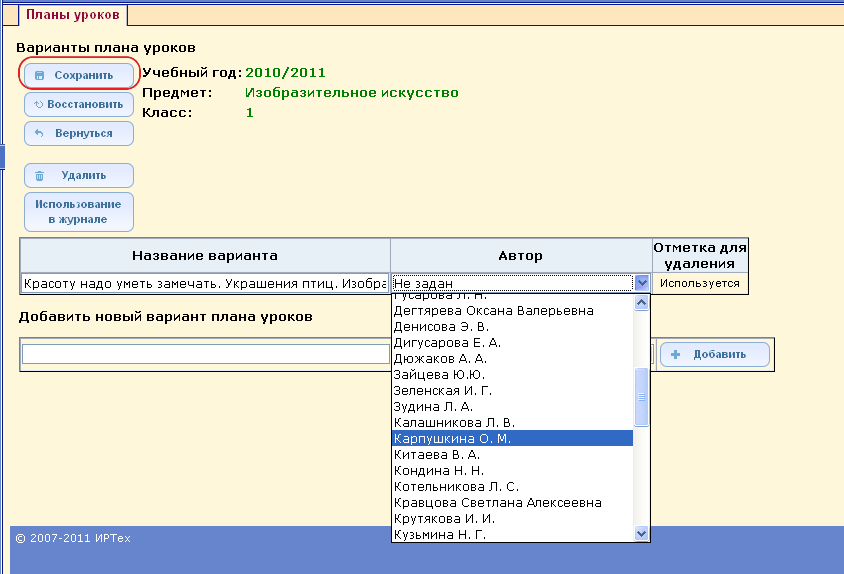 Планы уроков
Варианты плана уроков
Сохранить
Учебный год: 2010/2011
Восстановить
Предмет: Изобразительное искусство
Вернуться
Класс: 1
Удалить
Использование
в журнале
Название варианта
Автор
Отметка для
удаления
Красоту надо уметь замечать. Украшения птиц. Изобра
Не задан
Используется
Гусарова Л. Н.
Дегтярева Оксана Валерьевна
Денисова Э. В.
Дигусарова Е. А.
Дюжаков А. А.
Зайцева Ю.Ю.
Зеленская И. Г.
Зудина Л. А.
Калашникова Л. В.
Карпушкина О. М.
Китаева В. А.
Кондина Н. Н.
Котельникова Л. С.
Кравцова Светлана Алексеевна
Крутякова И. И.
Кузьмина Н. Г.
Добавить новый вариант плана уроков
Добавить
© 2007-2011 ИРТех